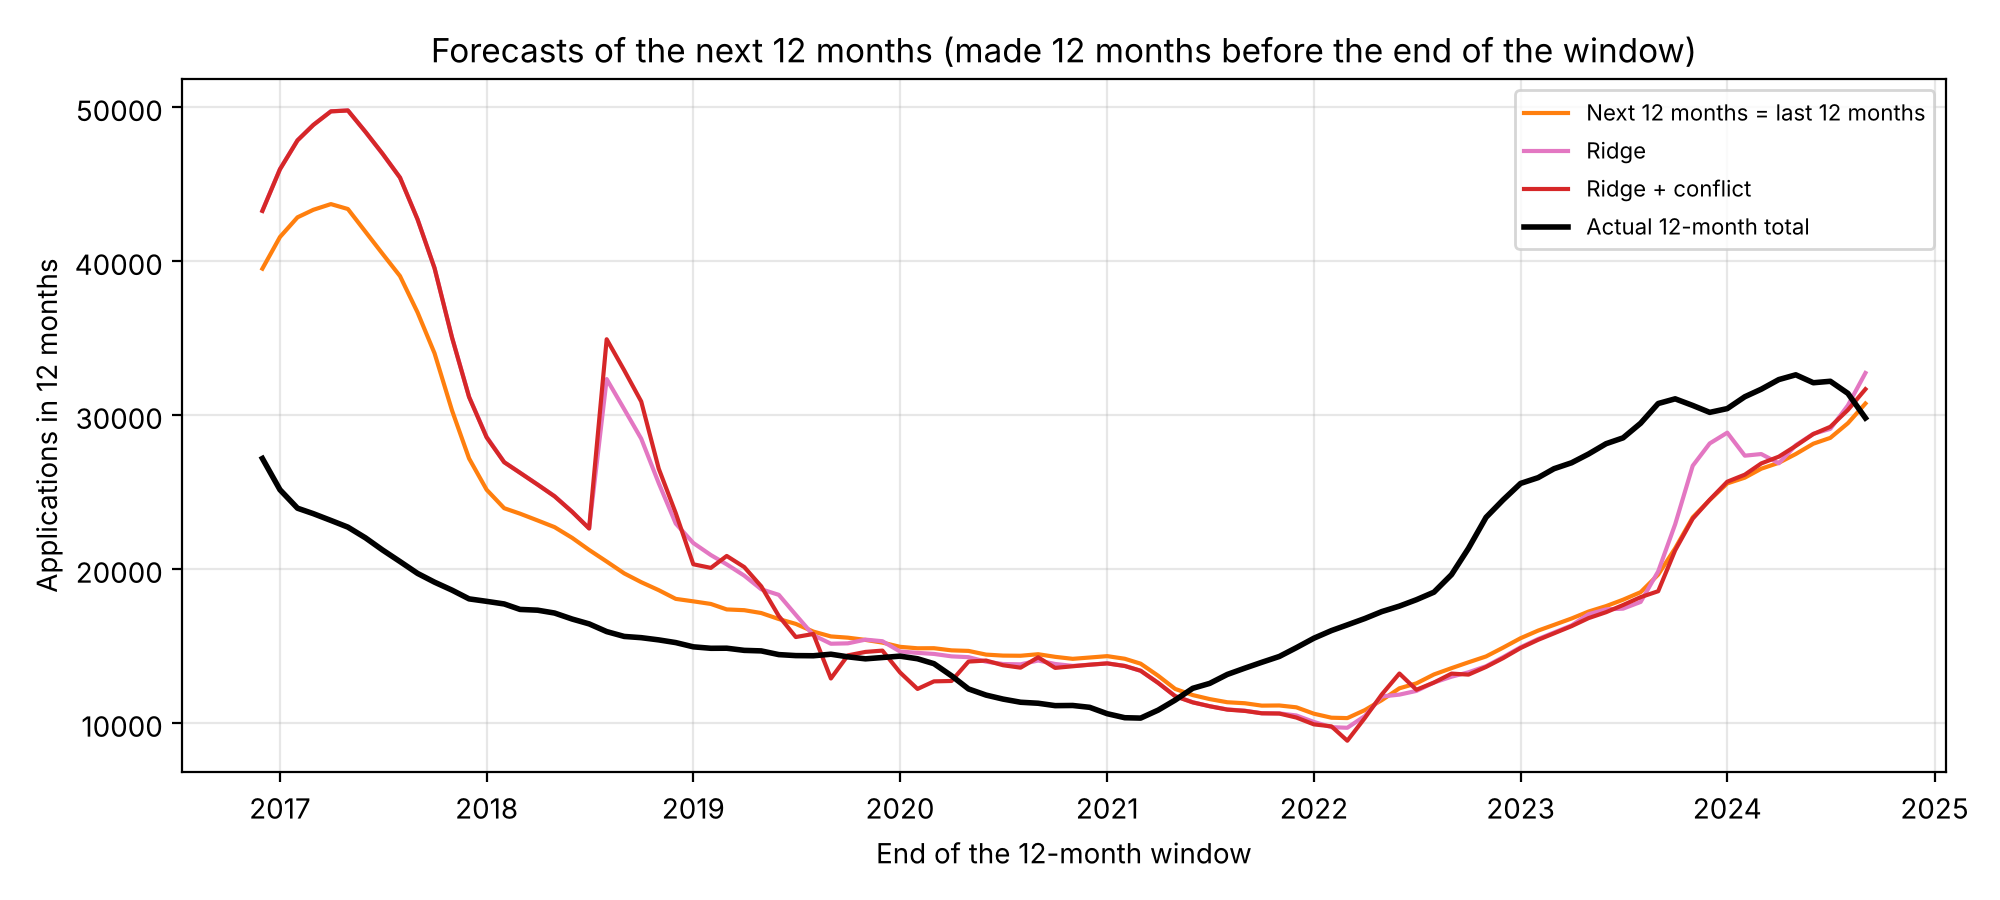 Forecasts of the next 12 months (made 12 months before the end of the window)
Next 12 months = last 12 months
Ridge
Ridge + conflict
Actual 12-month total
Applications in 12 months
50000
40000
30000
20000
10000
2017 2018 2019 2020 2021 2022 2023 2024 2025
End of the 12-month window